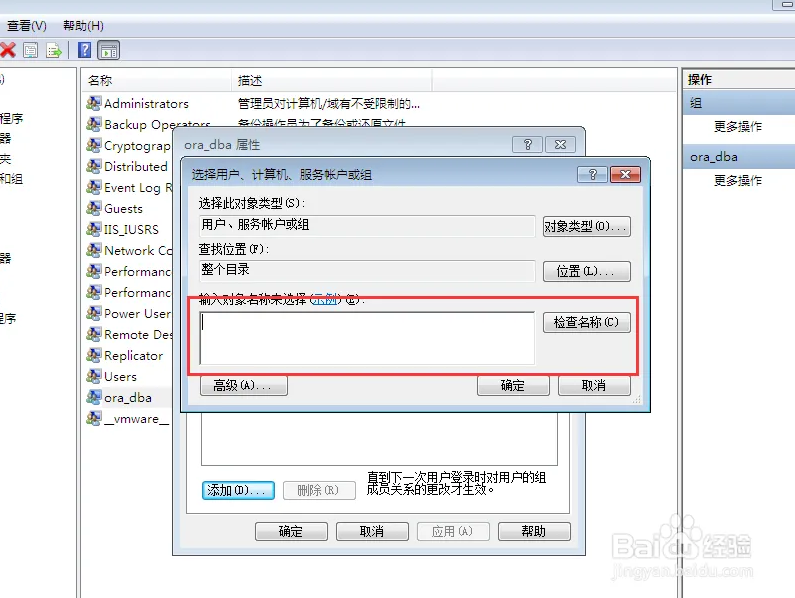 查看(V) 帮助(H)
名称 描述
操作
Administrators 管理员对计算机/域有不受限制的...
组
Backup Operators 备份操作员为了备份或还原文件
程序
更多操作
器
Cryptograp
ora_dba 属性
夹
Distributed
ora_dba
和组
Event Log R
更多操作
选择用户、计算机、服务帐户或组
选择此对象类型(S):
用户、服务帐户或组
对象类型(O)...
查找位置(F):
整个目录
位置(L)...
输入对象名称来选择(示例)(E):
检查名称(C)
高级(A)...
确定
取消
Guests
IIS_IUSRS
Network Co
器
Performanc
Performanc
Power User
程序
Remote Des
Replicator
Users
ora_dba
__vmware__
添加(D)...
删除(R)
直到下一次用户登录时对用户的组
成员关系的更改才生效。
确定
取消
应用(A)
帮助
Baidu 经验
jingyan.baidu.com